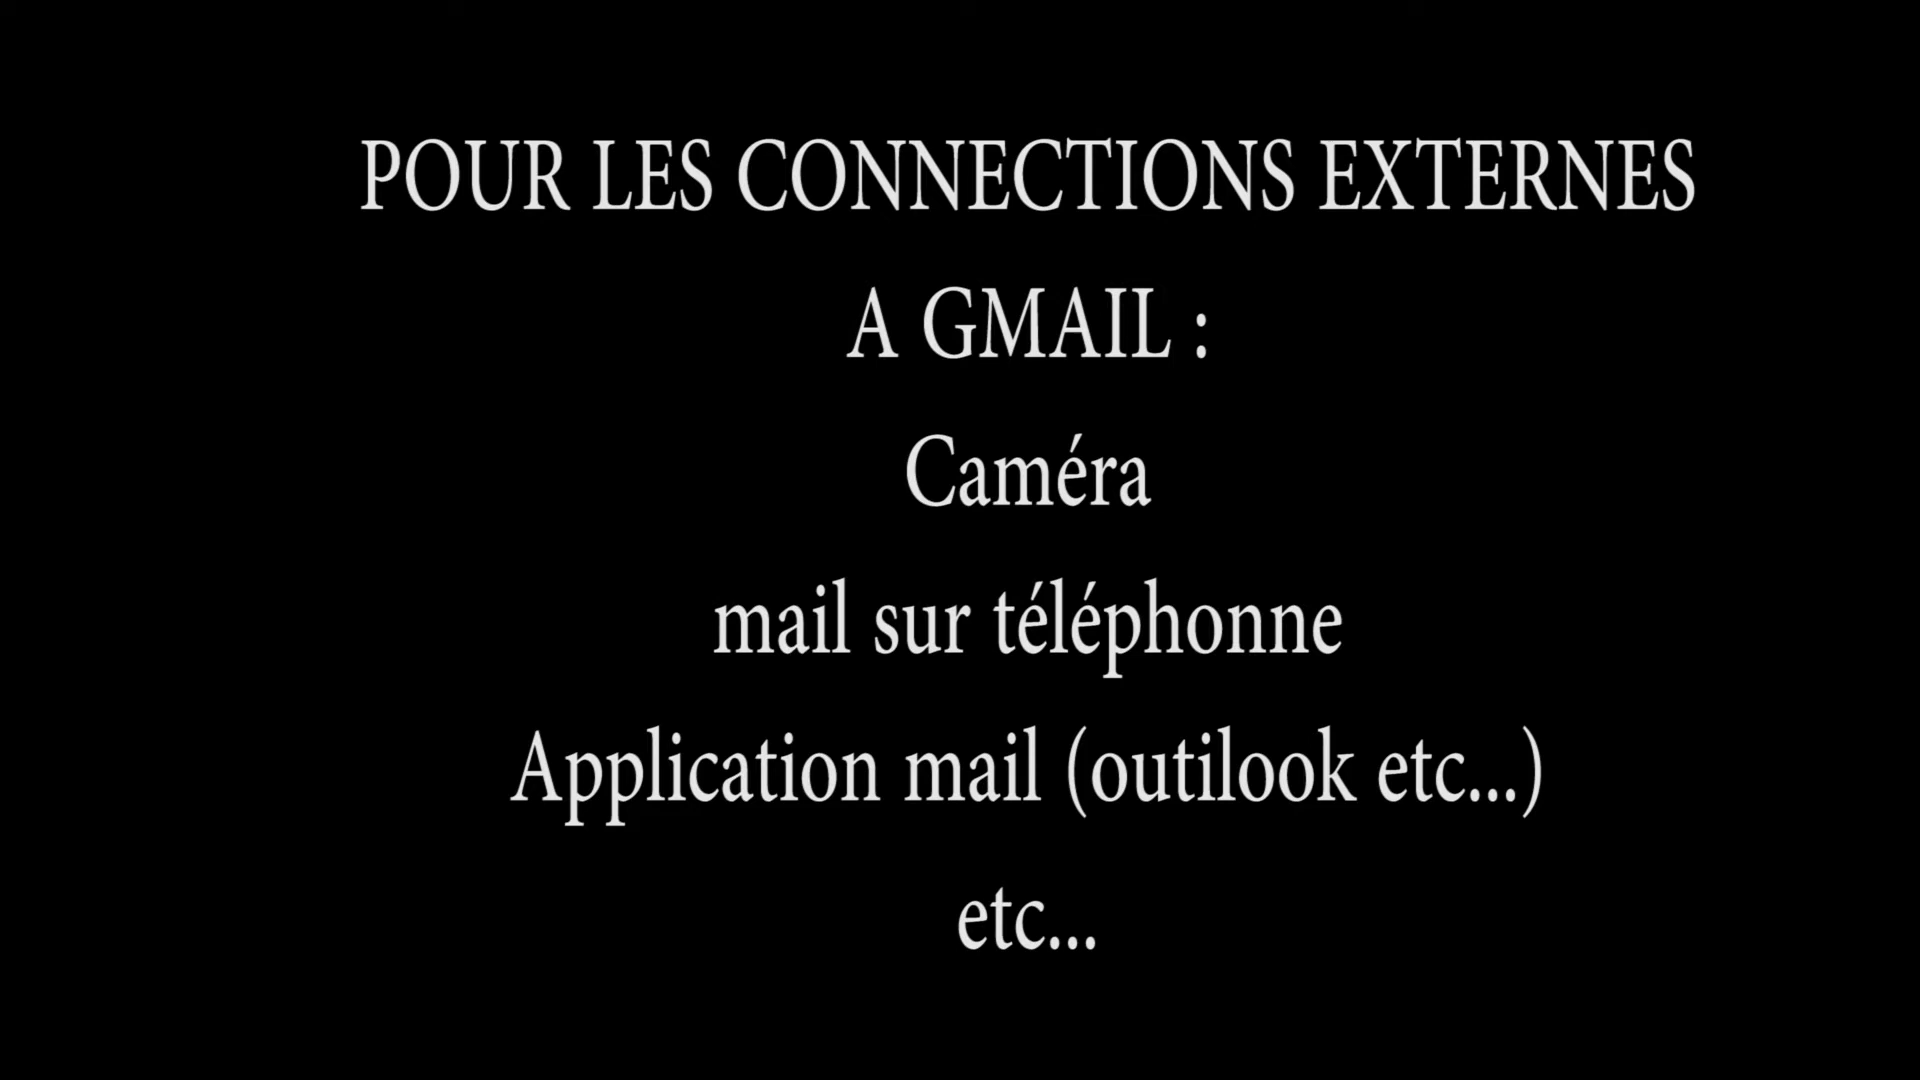 POUR LES CONNECTIONS EXTERNES
A GMAIL :
Caméra
mail sur téléphonne
Application mail (outilook etc...)
etc...